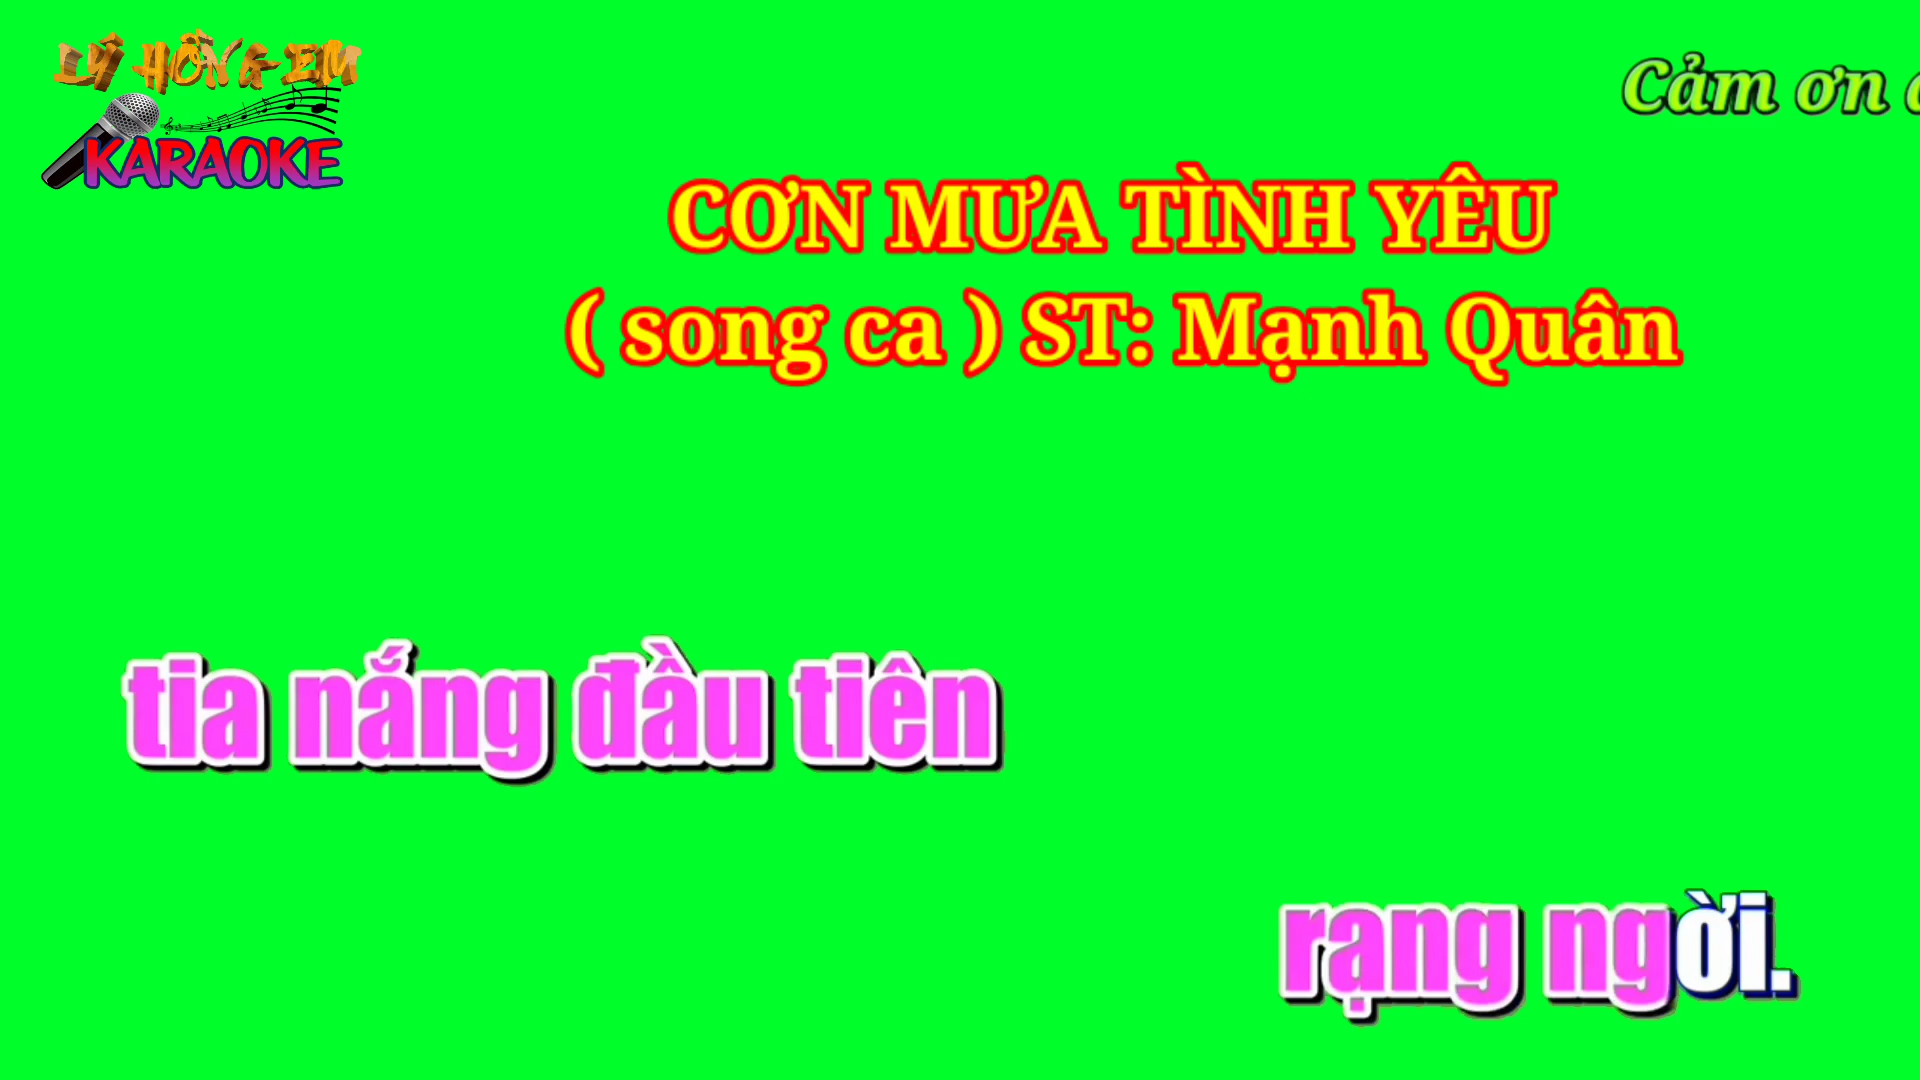 LÝ HỒNG EM
KARAOKE
Cảm ơn
CƠN MƯA TÌNH YÊU
( song ca ) ST: Mạnh Quân
tia nắng đầu tiên
rạng ngời.